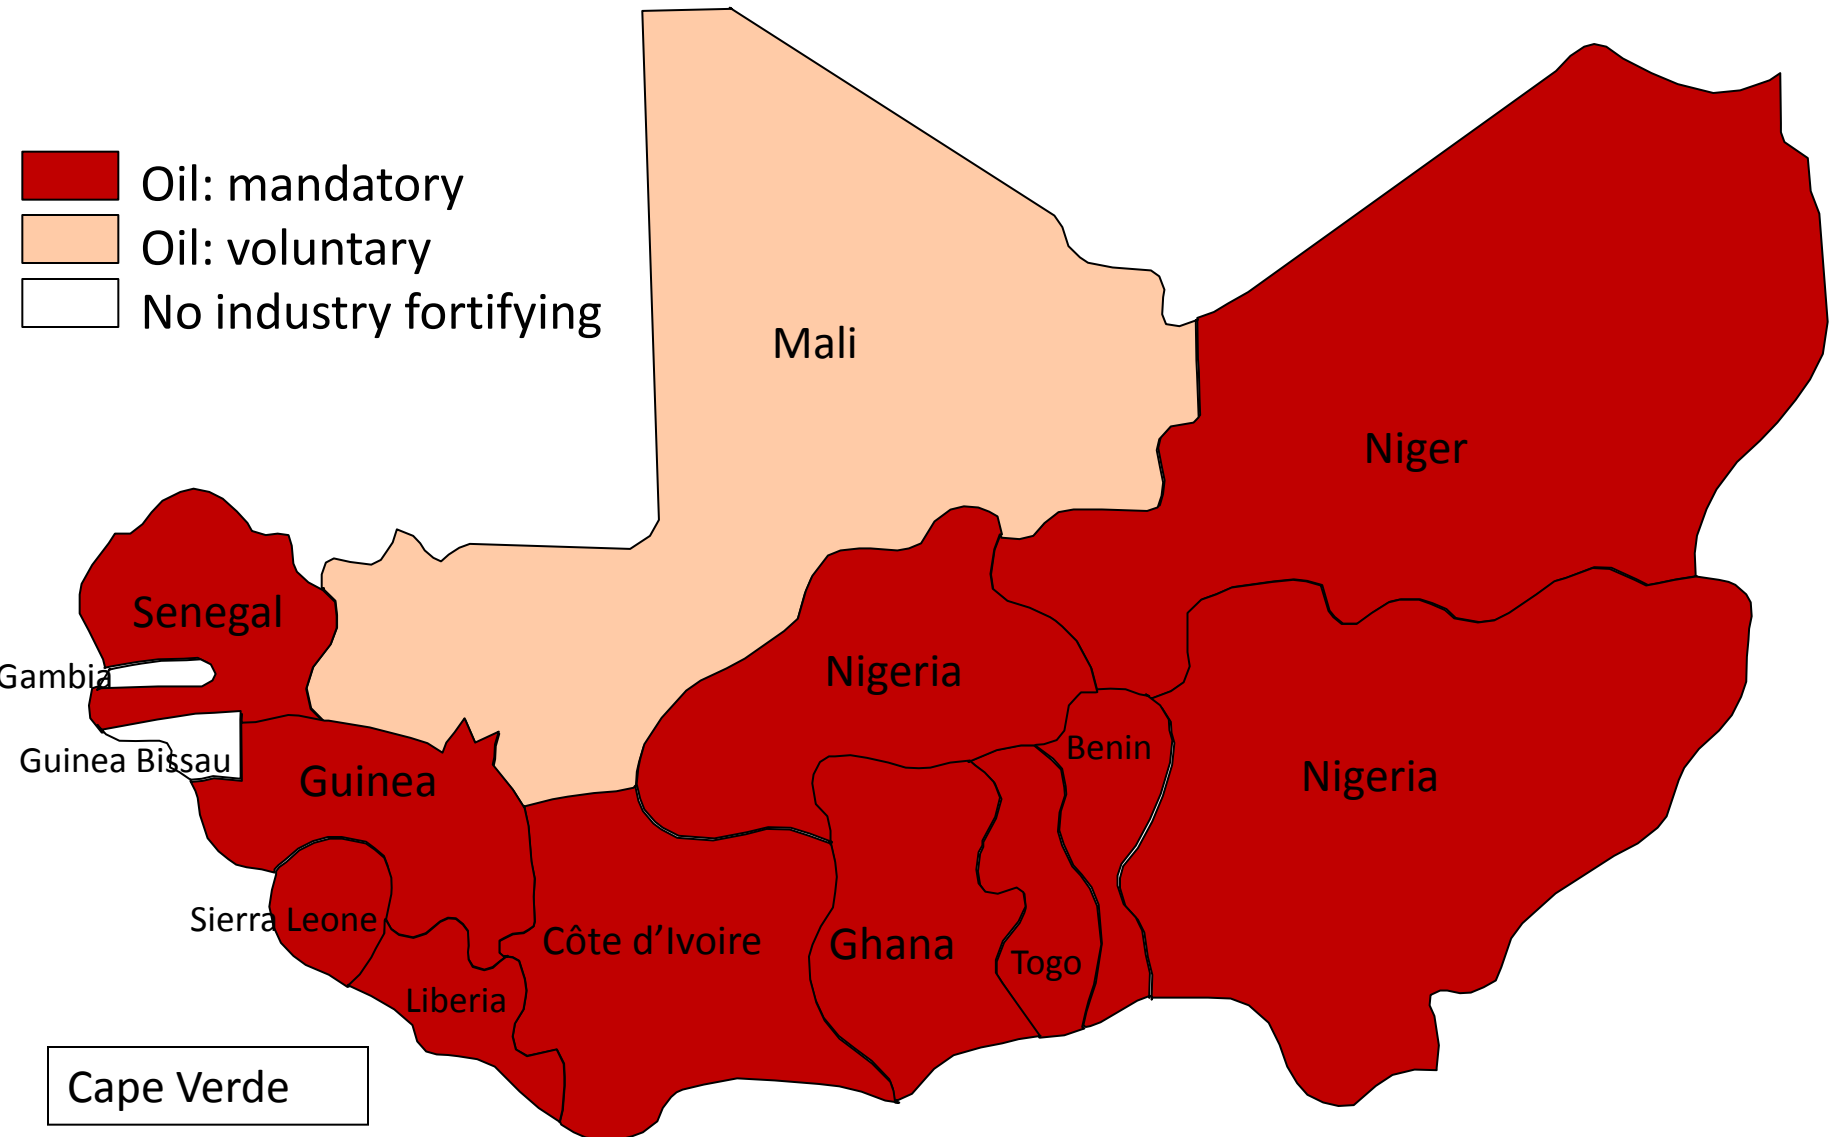 Oil: mandatory
Oil: voluntary
No industry fortifying
Mali
Niger
Senegal
Gambia
Nigeria
Guinea Bissau
Guinea
Benin
Nigeria
Sierra Leone
Côte d’Ivoire
Ghana
Togo
Liberia
Cape Verde